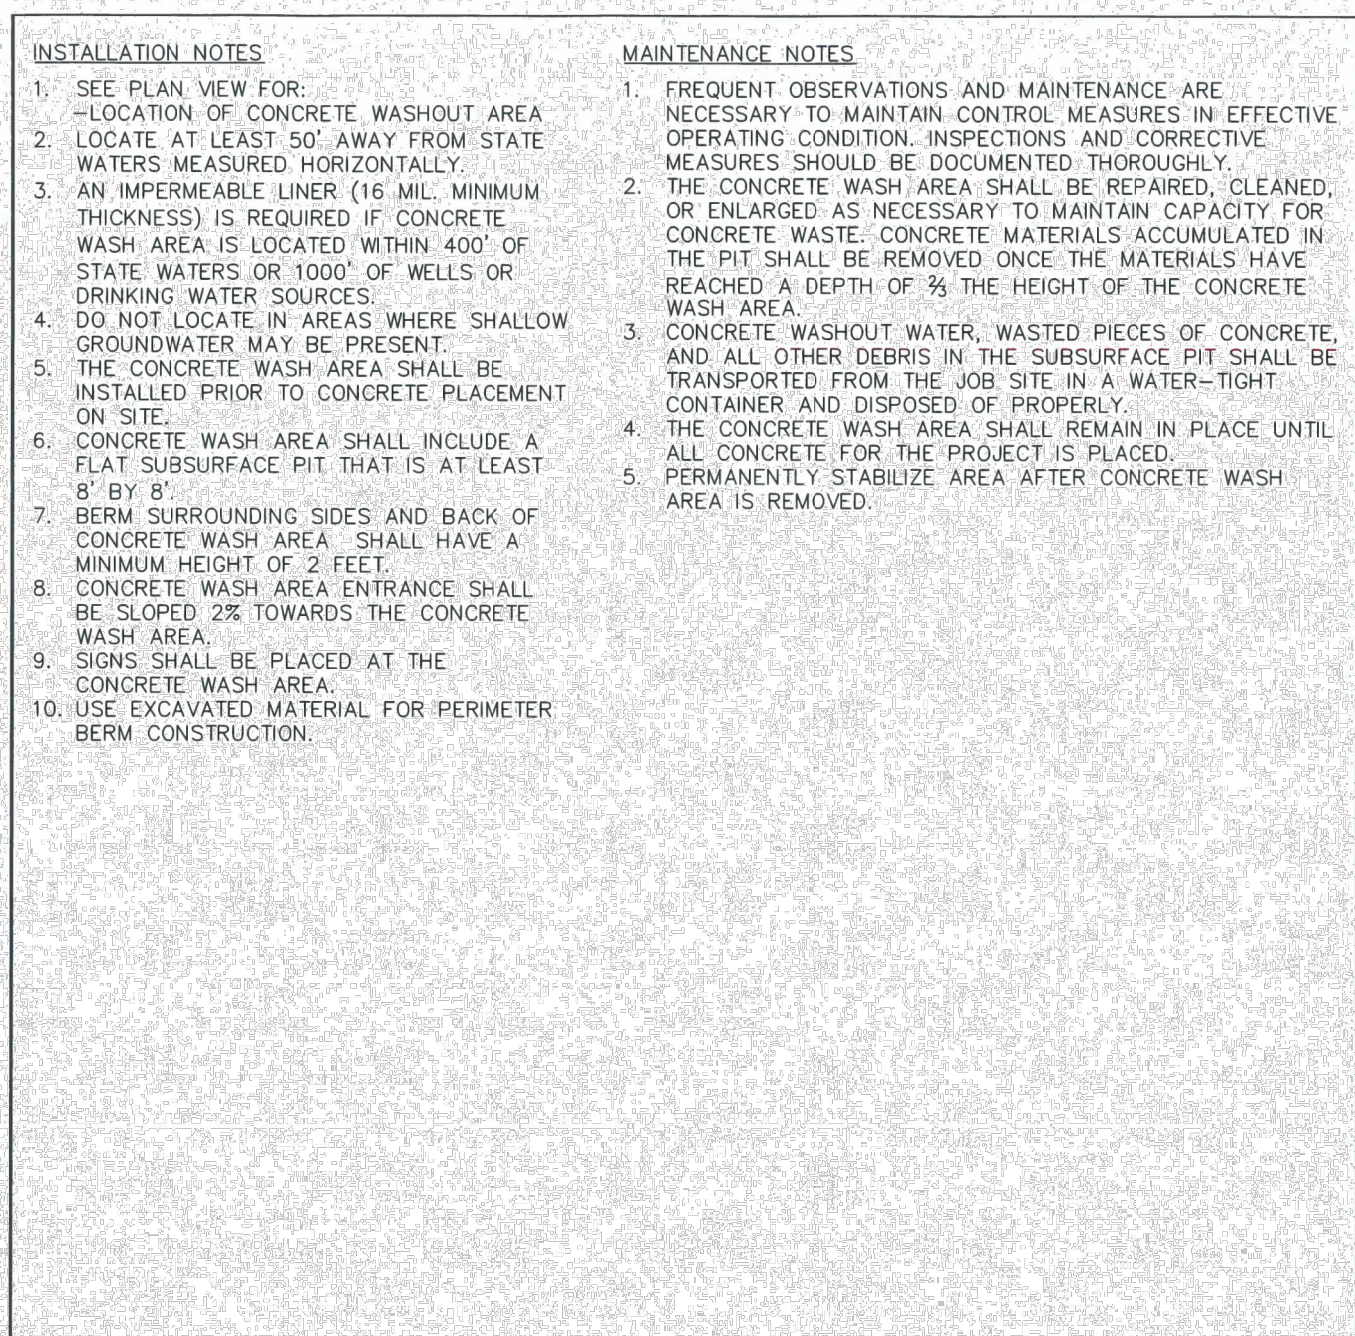 INSTALLATION NOTES
1. SEE PLAN VIEW FOR:
-LOCATION OF CONCRETE WASHOUT AREA
2. LOCATE AT LEAST 50' AWAY FROM STATE
WATERS MEASURED HORIZONTALLY.
3. AN IMPERMEABLE LINER (16 MIL. MINIMUM
THICKNESS) IS REQUIRED IF CONCRETE
WASH AREA IS LOCATED WITHIN 400' OF
STATE WATERS OR 1000' OF WELLS OR
DRINKING WATER SOURCES.
4. DO NOT LOCATE IN AREAS WHERE SHALLOW
GROUNDWATER MAY BE PRESENT.
5. THE CONCRETE WASH AREA SHALL BE
INSTALLED PRIOR TO CONCRETE PLACEMENT
ON SITE.
6. CONCRETE WASH AREA SHALL INCLUDE A
FLAT SUBSURFACE PIT THAT IS AT LEAST
8' BY 8'.
7. BERM SURROUNDING SIDES AND BACK OF
CONCRETE WASH AREA SHALL HAVE A
MINIMUM HEIGHT OF 2 FEET.
8. CONCRETE WASH AREA ENTRANCE SHALL
BE SLOPED 2% TOWARDS THE CONCRETE
WASH AREA.
9. SIGNS SHALL BE PLACED AT THE
CONCRETE WASH AREA.
10. USE EXCAVATED MATERIAL FOR PERIMETER
BERM CONSTRUCTION.
MAINTENANCE NOTES
1. FREQUENT OBSERVATIONS AND MAINTENANCE ARE
NECESSARY TO MAINTAIN CONTROL MEASURES IN EFFECTIVE
OPERATING CONDITION. INSPECTIONS AND CORRECTIVE
MEASURES SHOULD BE DOCUMENTED THOROUGHLY.
2. THE CONCRETE WASH AREA SHALL BE REPAIRED, CLEANED,
OR ENLARGED AS NECESSARY TO MAINTAIN CAPACITY FOR
CONCRETE WASTE. CONCRETE MATERIALS ACCUMULATED IN
THE PIT SHALL BE REMOVED ONCE THE MATERIALS HAVE
REACHED A DEPTH OF ⅔ THE HEIGHT OF THE CONCRETE
WASH AREA.
3. CONCRETE WASHOUT WATER, WASTED PIECES OF CONCRETE,
AND ALL OTHER DEBRIS IN THE SUBSURFACE PIT SHALL BE
TRANSPORTED FROM THE JOB SITE IN A WATER-TIGHT
CONTAINER AND DISPOSED OF PROPERLY.
4. THE CONCRETE WASH AREA SHALL REMAIN IN PLACE UNTIL
ALL CONCRETE FOR THE PROJECT IS PLACED.
5. PERMANENTLY STABILIZE AREA AFTER CONCRETE WASH
AREA IS REMOVED.